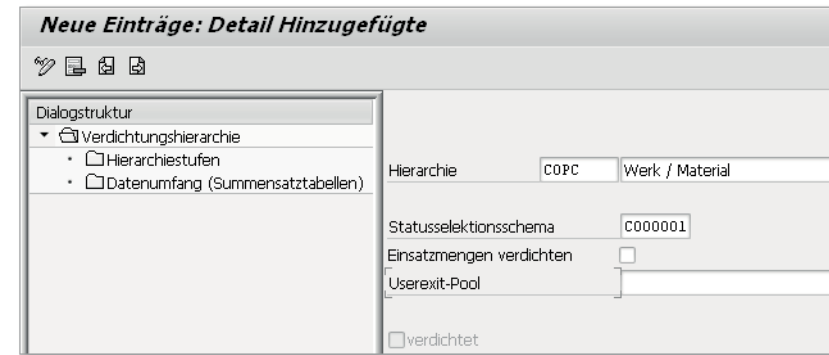 Neue Einträge: Detail Hinzugefügte
Dialogstruktur
Verdichtungshierarchie
Hierarchiestufen
Datenumfang (Summensatztabellen)
Hierarchie COPC Werk / Material
Statusselektionsschema C000001
Einsatzmengen verdichten
Userexit-Pool
verdichtet